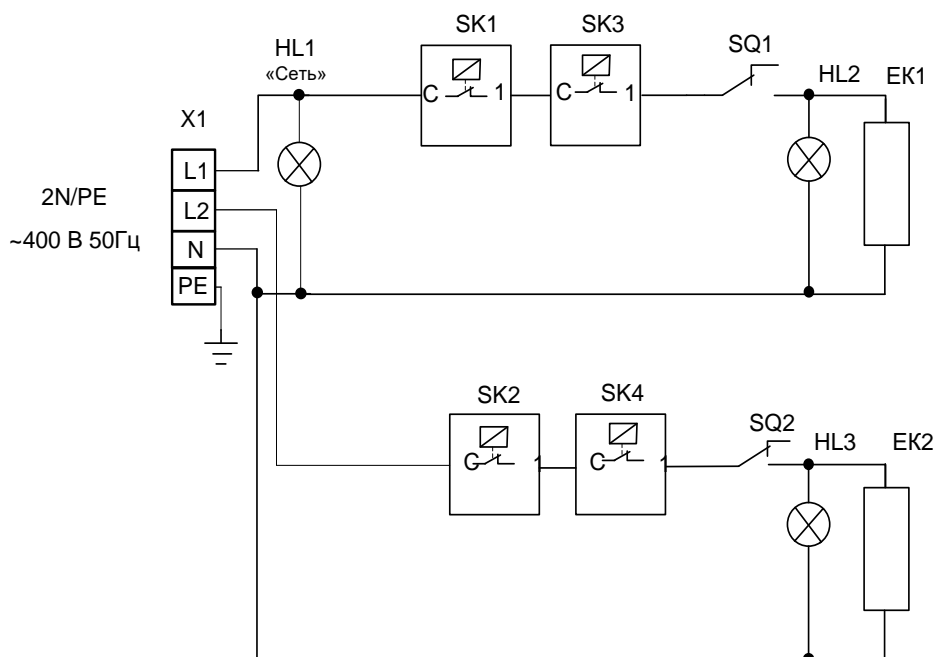 SK1
SK3
HL1
«Сеть»
SQ1
HL2
EK1
C
1
C
1
X1
L1
L2
N
PE
2N/PE
~400 В 50Гц
SK2
SK4
SQ2
HL3
EK2
C
1
C
1